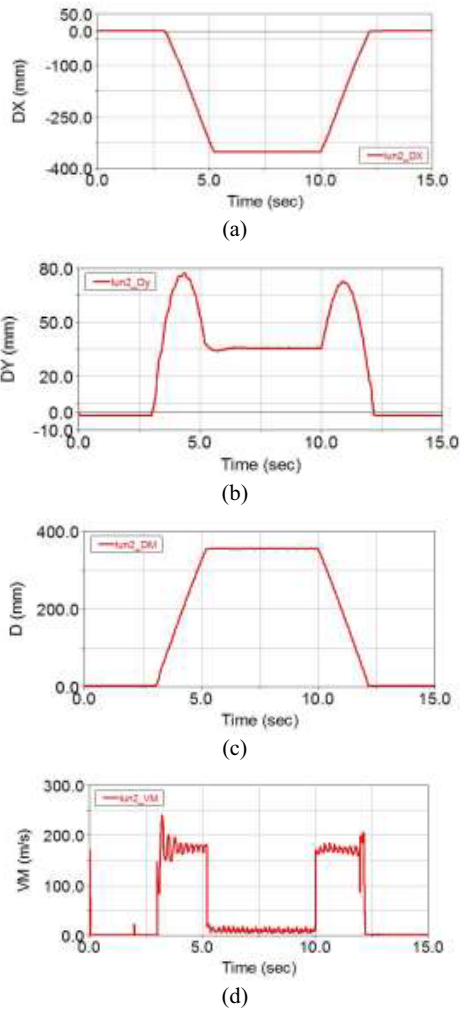 50.0
0.0
-100.0
-250.0
-400.0
DX (mm)
lun2_DX
0.0 5.0 10.0 15.0
Time (sec)
(a)
80.0
50.0
20.0
0.0
-10.0
DY (mm)
lun2_Dy
0.0 5.0 10.0 15.0
Time (sec)
(b)
400.0
200.0
0.0
D (mm)
lun2_DM
0.0 5.0 10.0 15.0
Time (sec)
(c)
300.0
200.0
100.0
0.0
VM (m/s)
lun2_VM
0.0 5.0 10.0 15.0
Time (sec)
(d)